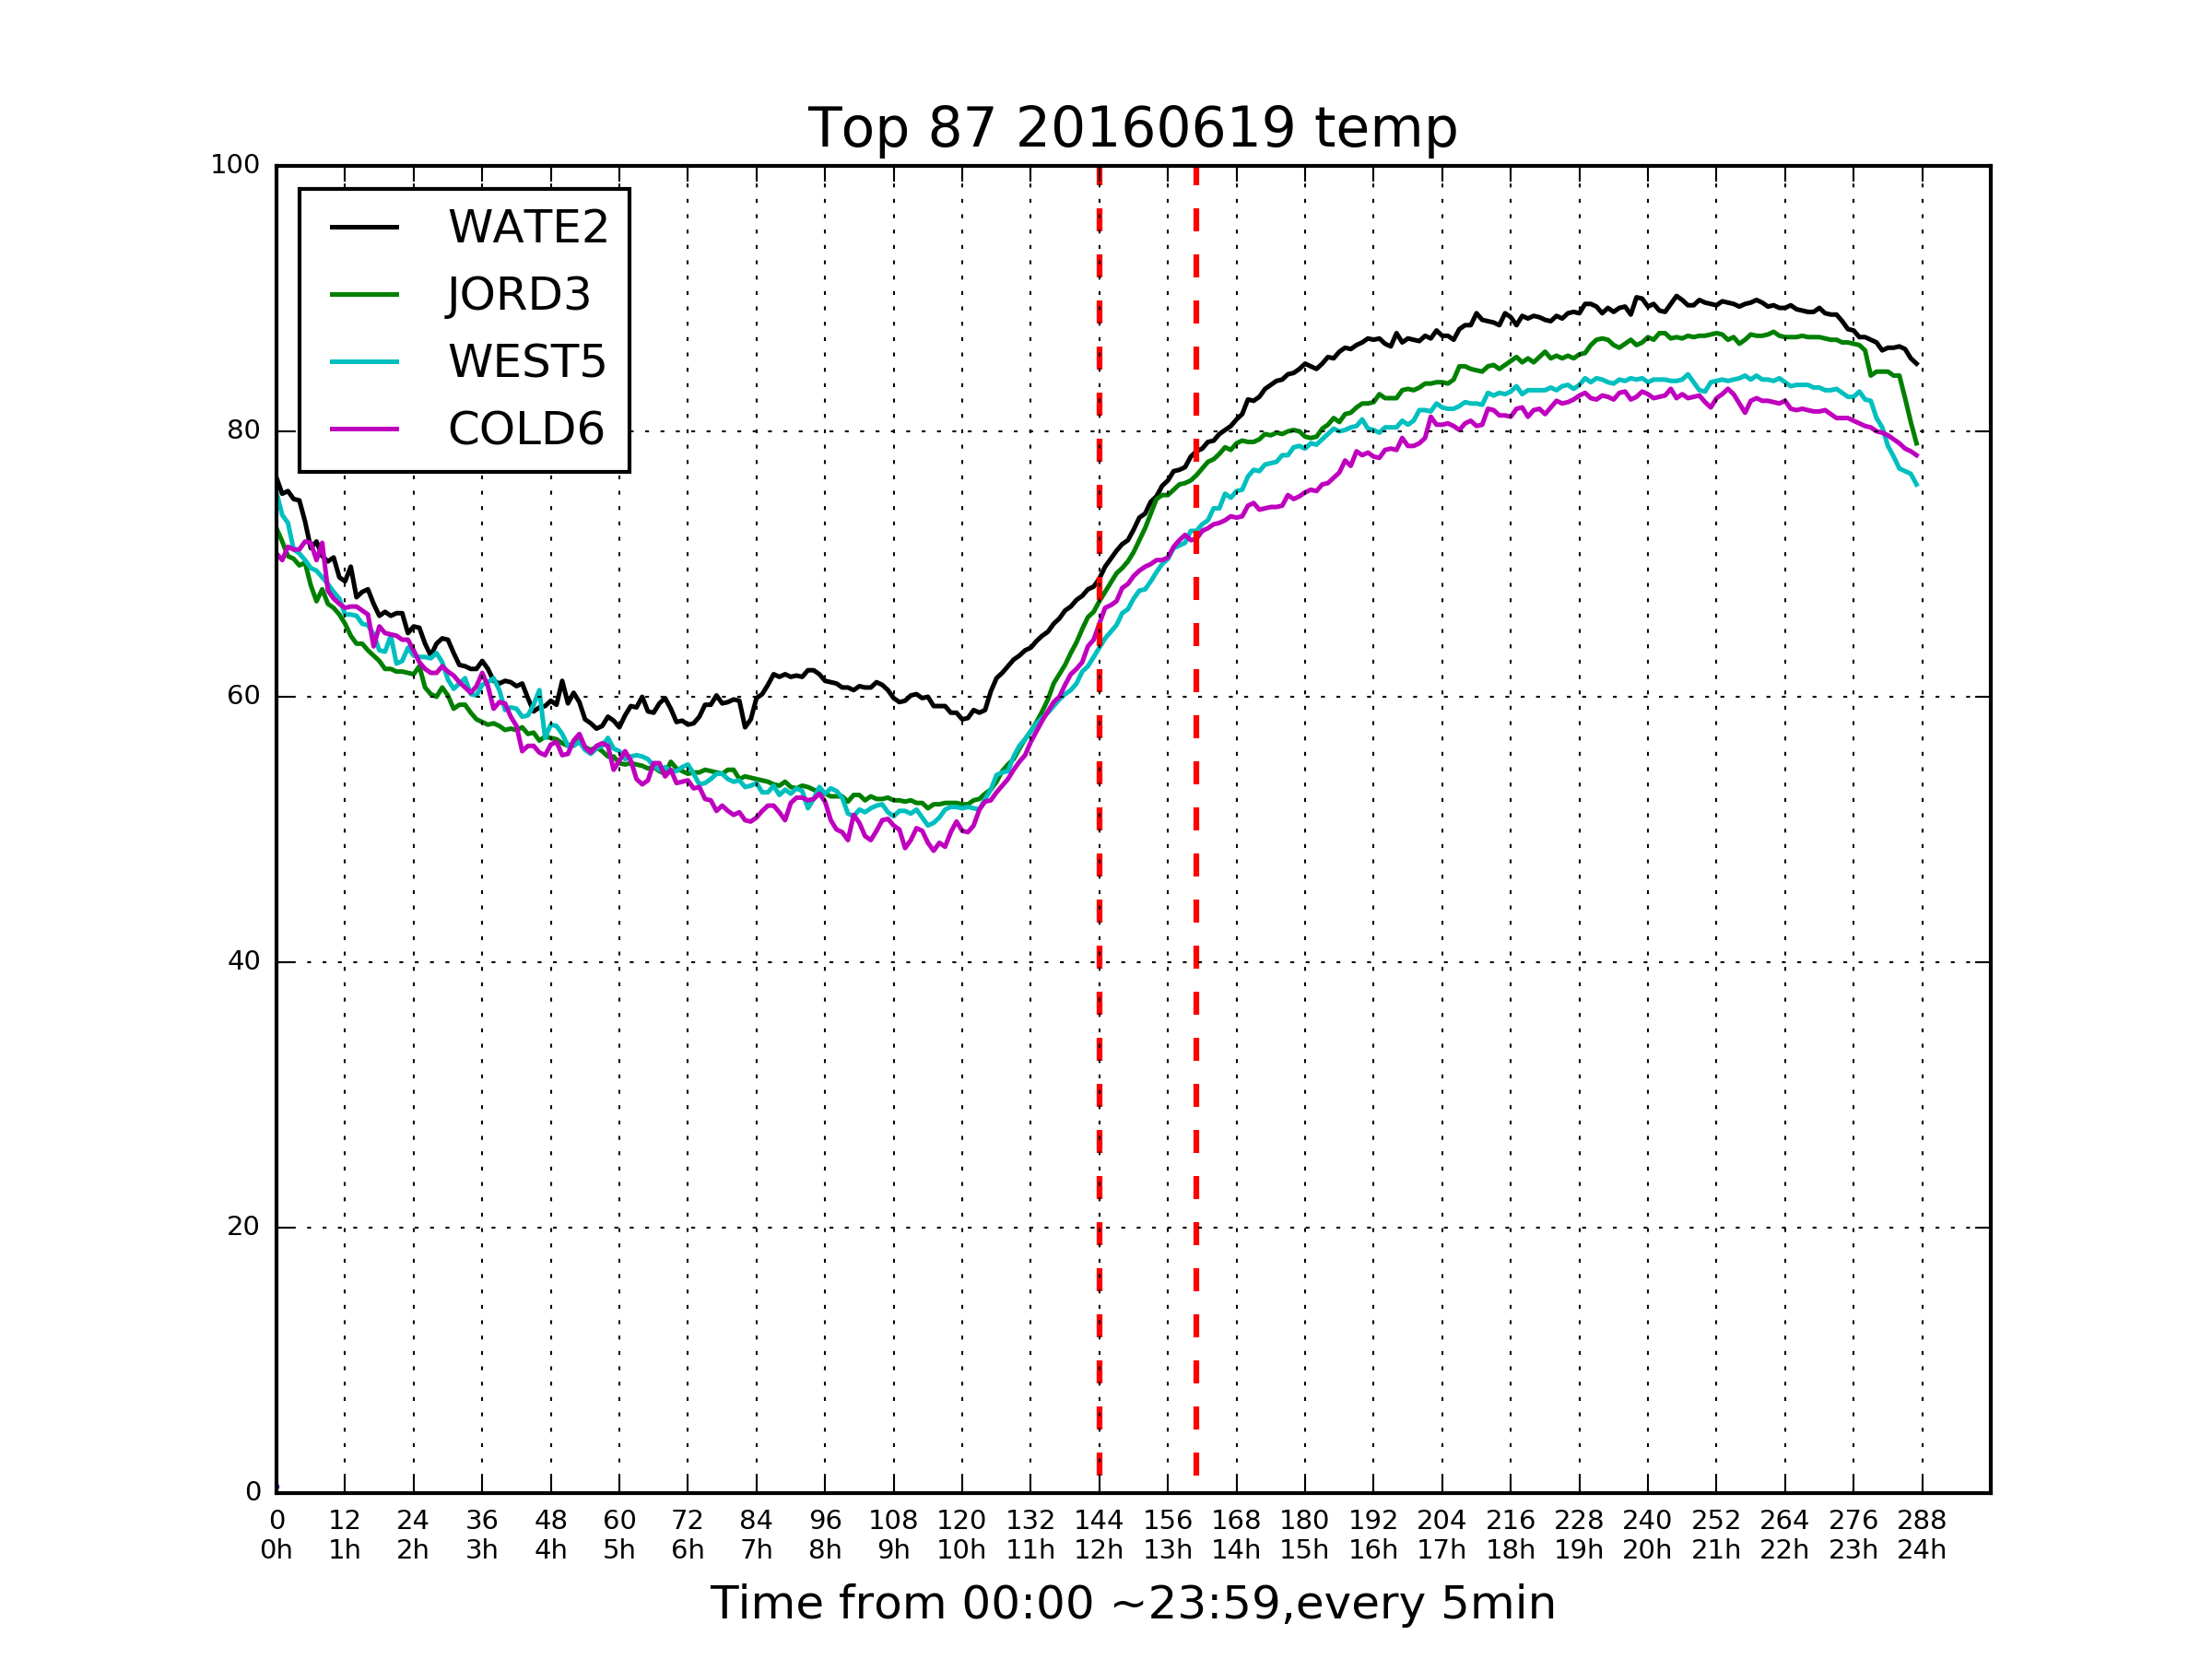 Top 87 20160619 temp
100
80
60
40
20
0
WATE2
JORD3
WEST5
COLD6
0 12 24 36 48 60 72 84 96 108 120 132 144 156 168 180 192 204 216 228 240 252 264 276 288
0h 1h 2h 3h 4h 5h 6h 7h 8h 9h 10h 11h 12h 13h 14h 15h 16h 17h 18h 19h 20h 21h 22h 23h 24h
Time from 00:00 ~23:59,every 5min